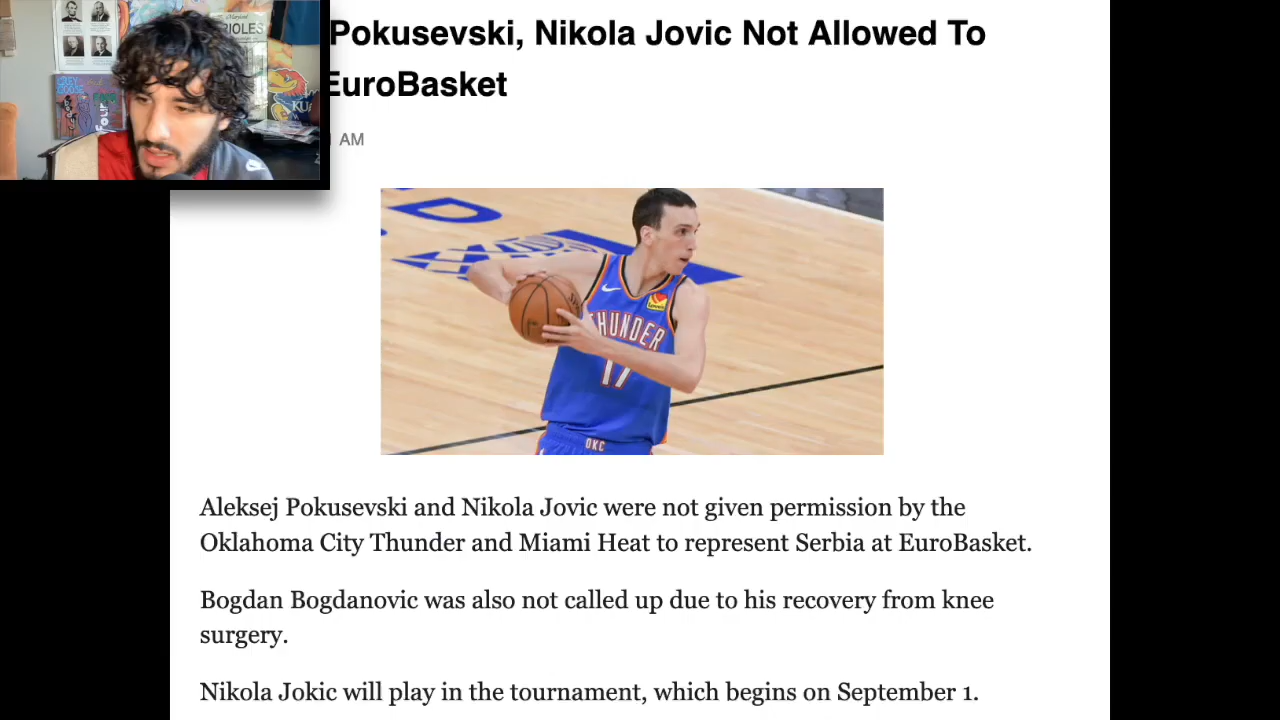 Pokusevski, Nikola Jovic Not Allowed To
EuroBasket
AM
RIOLES
KU
THUNDER
17
OKC
Aleksej Pokusevski and Nikola Jovic were not given permission by the
Oklahoma City Thunder and Miami Heat to represent Serbia at EuroBasket.
Bogdan Bogdanovic was also not called up due to his recovery from knee
surgery.
Nikola Jokic will play in the tournament, which begins on September 1.